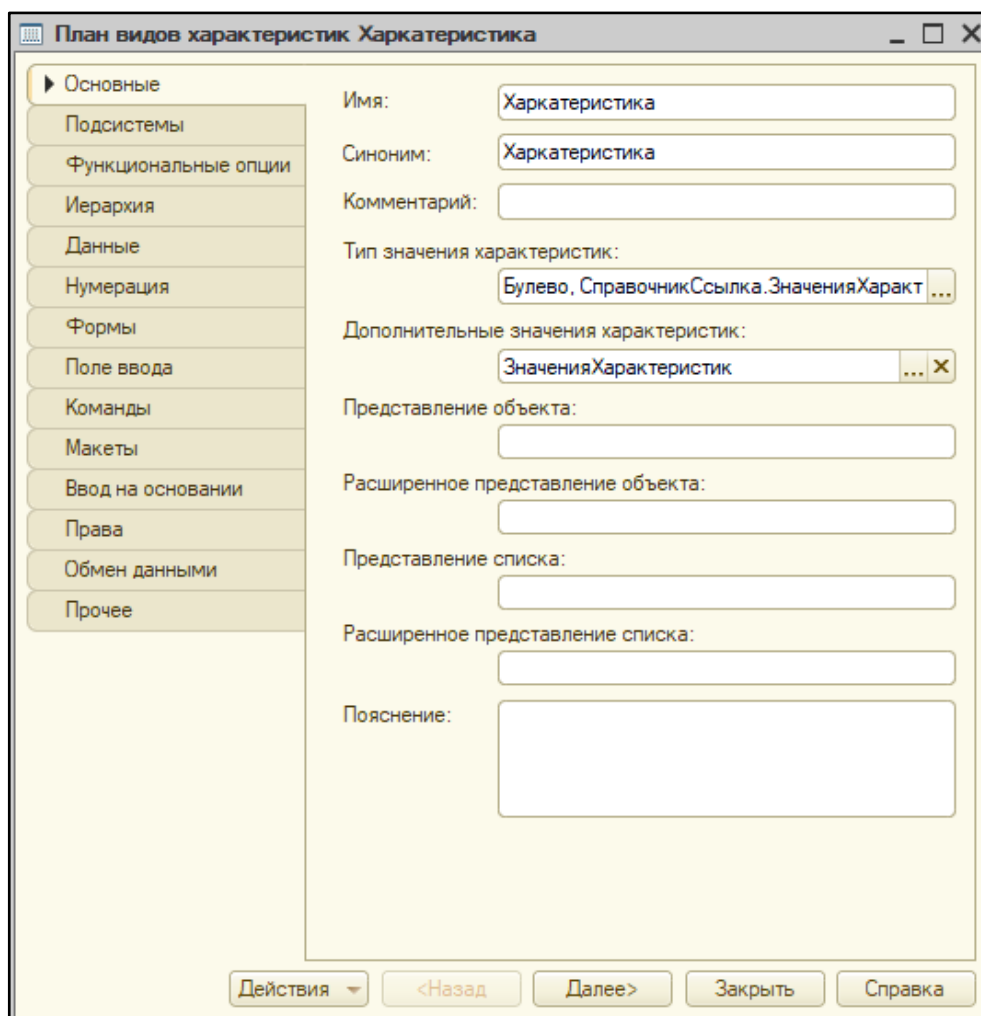 План видов характеристик Харкатеристика
Основные
Подсистемы
Функциональные опции
Иерархия
Данные
Нумерация
Формы
Поле ввода
Команды
Макеты
Ввод на основании
Права
Обмен данными
Прочее
Имя: Харкатеристика
Синоним: Харкатеристика
Комментарий:
Тип значения характеристик:
Булево, СправочникСсылка.ЗначенияХаракт ...
Дополнительные значения характеристик:
ЗначенияХарактеристик ...
Представление объекта:
Расширенное представление объекта:
Представление списка:
Расширенное представление списка:
Пояснение:
Действия <Назад Далее> Закрыть Справка